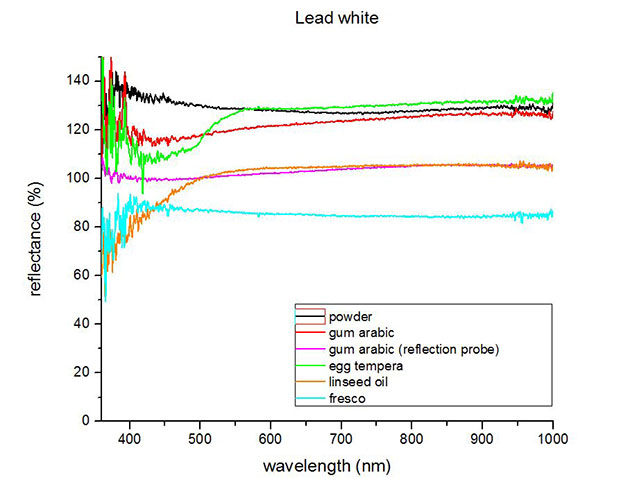 Lead white
140
120
100
80
60
40
20
0
reflectance (%)
powder
gum arabic
gum arabic (reflection probe)
egg tempera
linseed oil
fresco
400 500 600 700 800 900 1000
wavelength (nm)